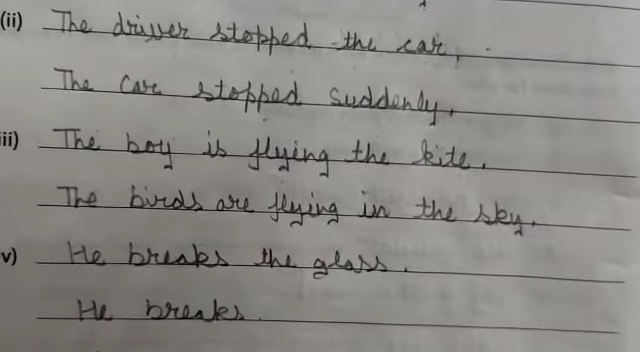 (ii) The driver stopped the car,
The car stopped suddenly.
iii) The boy is flying the kite.
The birds are flying in the sky.
v) He breaks the glass.
He breaks.